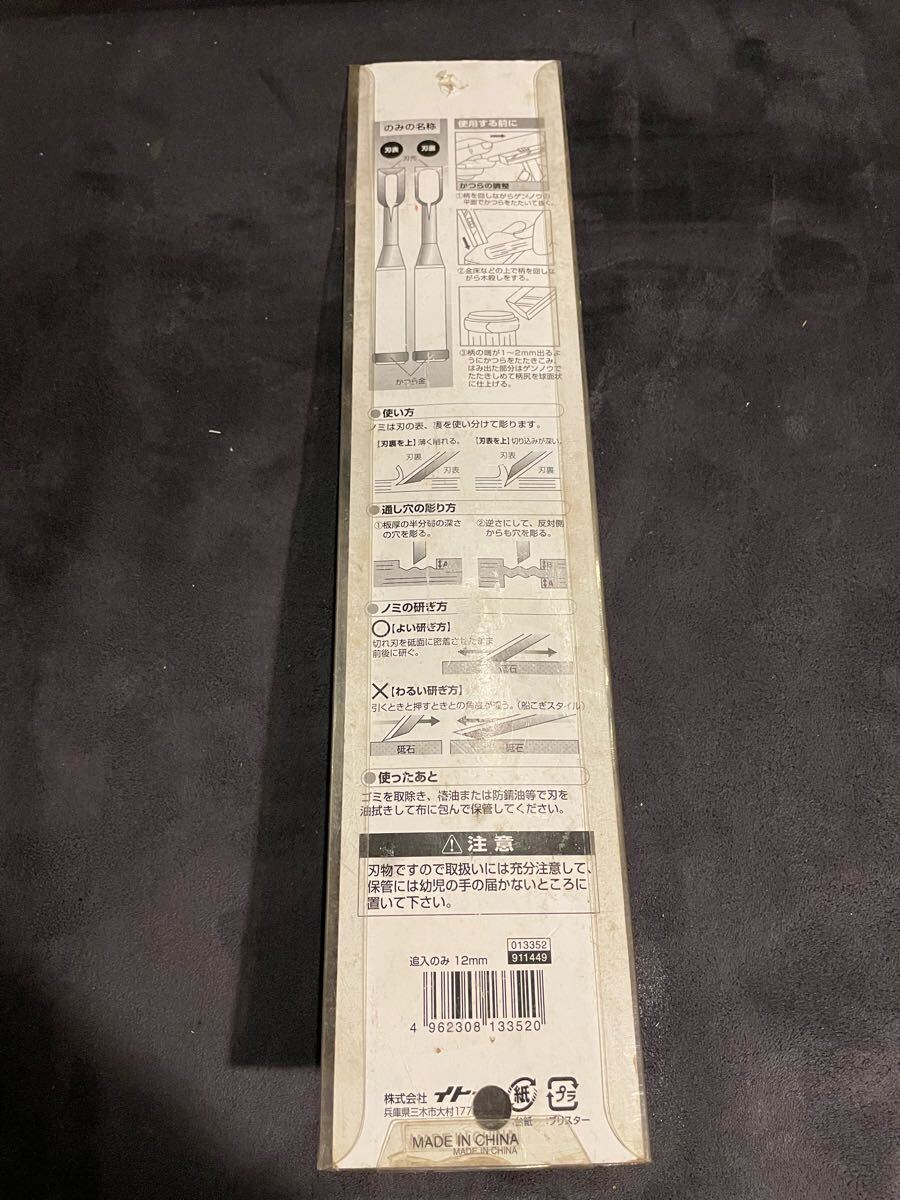 のみの名称
刃表
刃裏
刃先
かつら金
使用する前に
かつらの調整
①柄を回しながらゲンノウの
平面でかつらをたたいて抜く。
②金床などの上で柄を回しな
がら木殺しをする。
③柄の端が1〜2mm出るよ
うにかつらをたたきこみ、
はみ出た部分はゲンノウで
たたきしめて柄尻を球面状
に仕上げる。
使い方
ノミは刃の表、裏を使い分けて彫ります。
【刃裏を上】薄く削れる。
刃裏
刃表
【刃表を上】切り込みが深い。
刃表
刃裏
通し穴の彫り方
①板厚の半分弱の深さ
の穴を彫る。
A
②逆さにして、反対側
からも穴を彫る。
B
A
ノミの研ぎ方
◯【よい研ぎ方】
切れ刃を砥面に密着させたまま
前後に研ぐ。
砥石
✕【わるい研ぎ方】
引くときと押すときとの角度が違う。(船こぎスタイル)
砥石
砥石
使ったあと
ゴミを取除き、椿油または防錆油等で刃を
油拭きして布に包んで保管してください。
注意
刃物ですので取扱いには充分注意して、
保管には幼児の手の届かないところに
置いて下さい。
013352
911449
追入のみ 12mm
4 962308 133520
株式会社 イト
兵庫県三木市大村177
紙
:台紙
プラ
:ブリスター
MADE IN CHINA
MADE IN CHINA